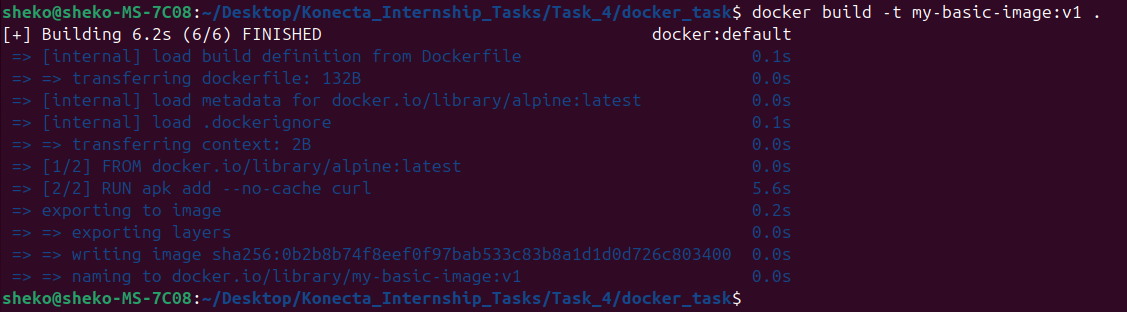 sheko@sheko-MS-7C08:~/Desktop/Konecta_Internship_Tasks/Task_4/docker_task$ docker build -t my-basic-image:v1 .
[+] Building 6.2s (6/6) FINISHED docker:default
=> [internal] load build definition from Dockerfile 0.1s
=> => transferring dockerfile: 132B 0.0s
=> [internal] load metadata for docker.io/library/alpine:latest 0.0s
=> [internal] load .dockerignore 0.1s
=> => transferring context: 2B 0.0s
=> [1/2] FROM docker.io/library/alpine:latest 0.0s
=> [2/2] RUN apk add --no-cache curl 5.6s
=> exporting to image 0.2s
=> => exporting layers 0.0s
=> => writing image sha256:0b2b8b74f8eef0f97bab533c83b8a1d1d0d726c803400 0.0s
=> => naming to docker.io/library/my-basic-image:v1 0.0s
sheko@sheko-MS-7C08:~/Desktop/Konecta_Internship_Tasks/Task_4/docker_task$